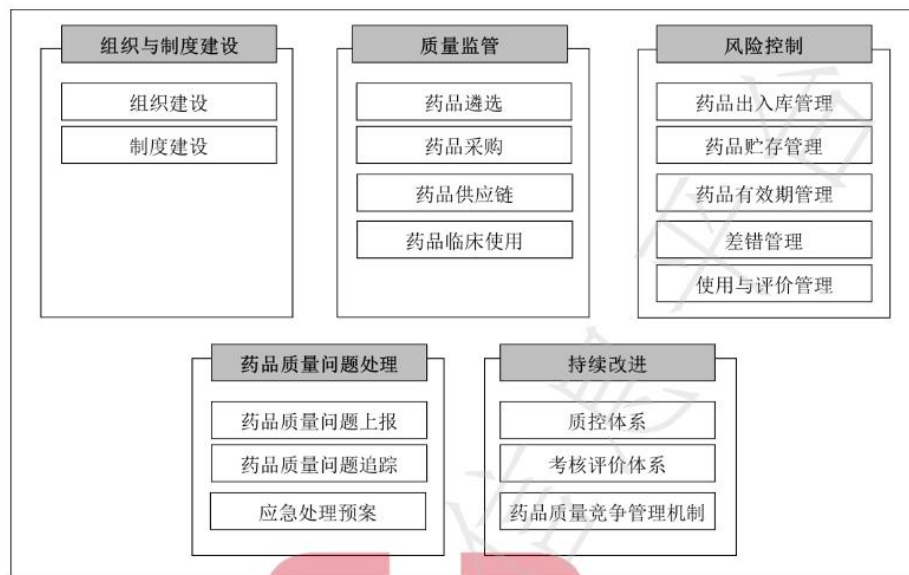 组织与制度建设
组织建设
制度建设
质量监管
药品遴选
药品采购
药品供应链
药品临床使用
风险控制
药品出入库管理
药品贮存管理
药品有效期管理
差错管理
使用与评价管理
药品质量问题处理
药品质量问题上报
药品质量问题追踪
应急处理预案
持续改进
质控体系
考核评价体系
药品质量竞争管理机制
信息平台